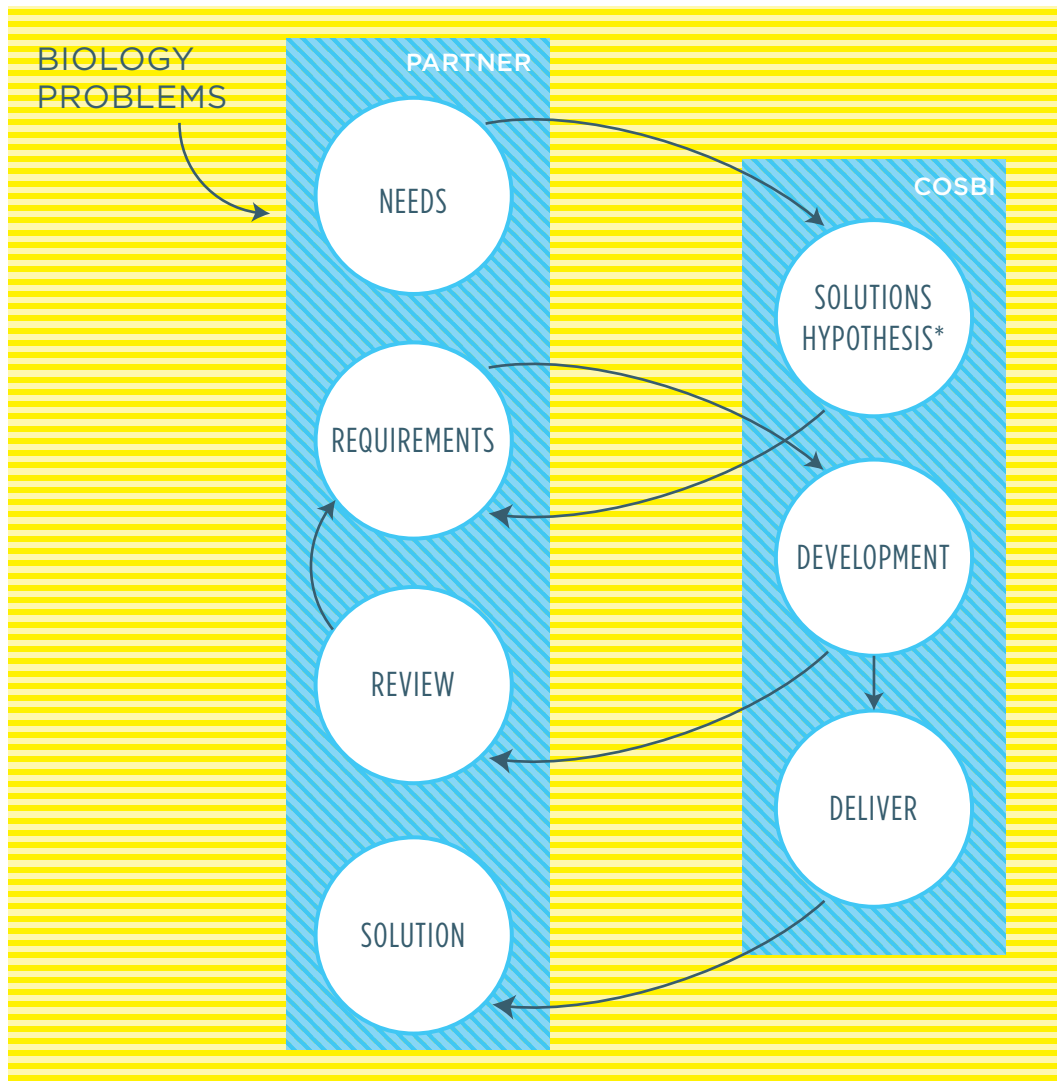 BIOLOGY
PROBLEMS
PARTNER
NEEDS
REQUIREMENTS
REVIEW
SOLUTION
COSBI
SOLUTIONS
HYPOTHESIS*
DEVELOPMENT
DELIVER